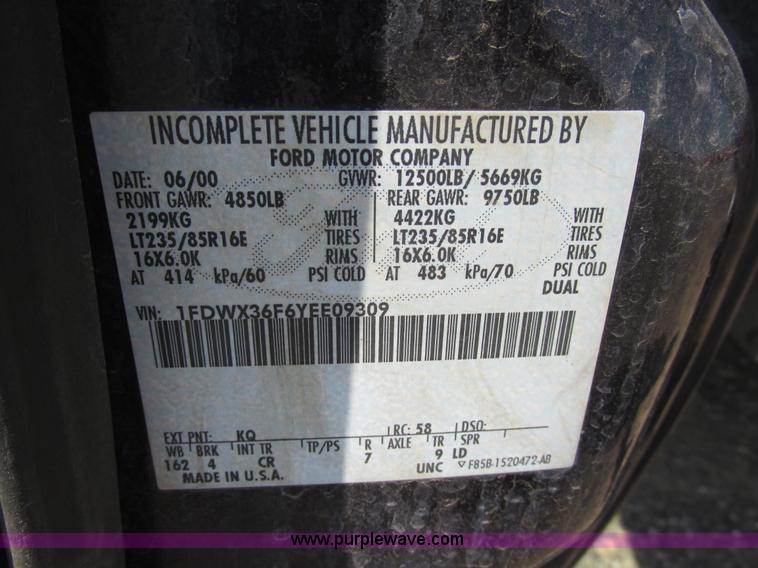 INCOMPLETE VEHICLE MANUFACTURED BY
FORD MOTOR COMPANY
DATE: 06/00 GVWR: 12500LB/ 5669KG
FRONT GAWR: 4850LB REAR GAWR: 9750LB
2199KG WITH 4422KG WITH
LT235/85R16E TIRES LT235/85R16E TIRES
16X6.0K RIMS 16X6.0K RIMS
AT 414 kPa/60 PSI COLD AT 483 kPa/70 PSI COLD
DUAL
VIN: 1FDWX36F6YEE09309
EXT PNT: KQ RC: 58 DSO:
WB BRK INT TR TP/PS R AXLE TR SPR
162 4 CR 7 9 LD
MADE IN U.S.A. UNC F85B-1520472-AB
www.purplewave.com